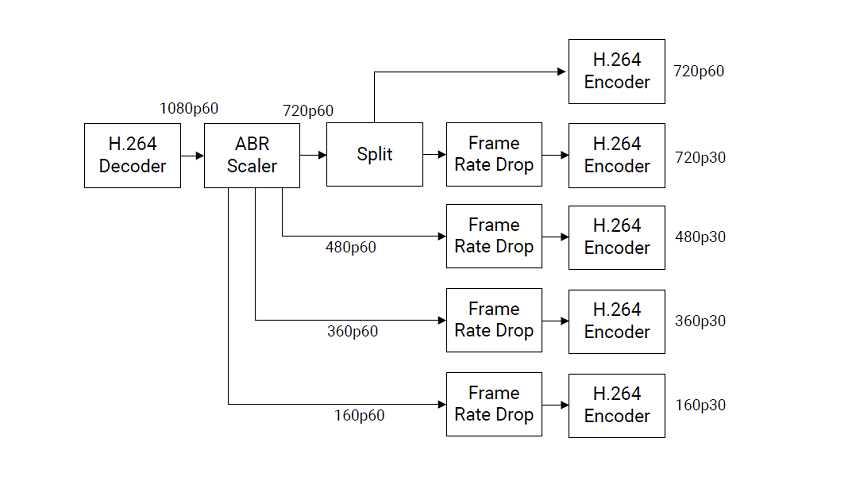 H.264
Encoder
720p60
1080p60
720p60
H.264
Decoder
ABR
Scaler
Split
Frame
Rate Drop
H.264
Encoder
720p30
Frame
Rate Drop
H.264
Encoder
480p30
480p60
Frame
Rate Drop
H.264
Encoder
360p30
360p60
Frame
Rate Drop
H.264
Encoder
160p30
160p60